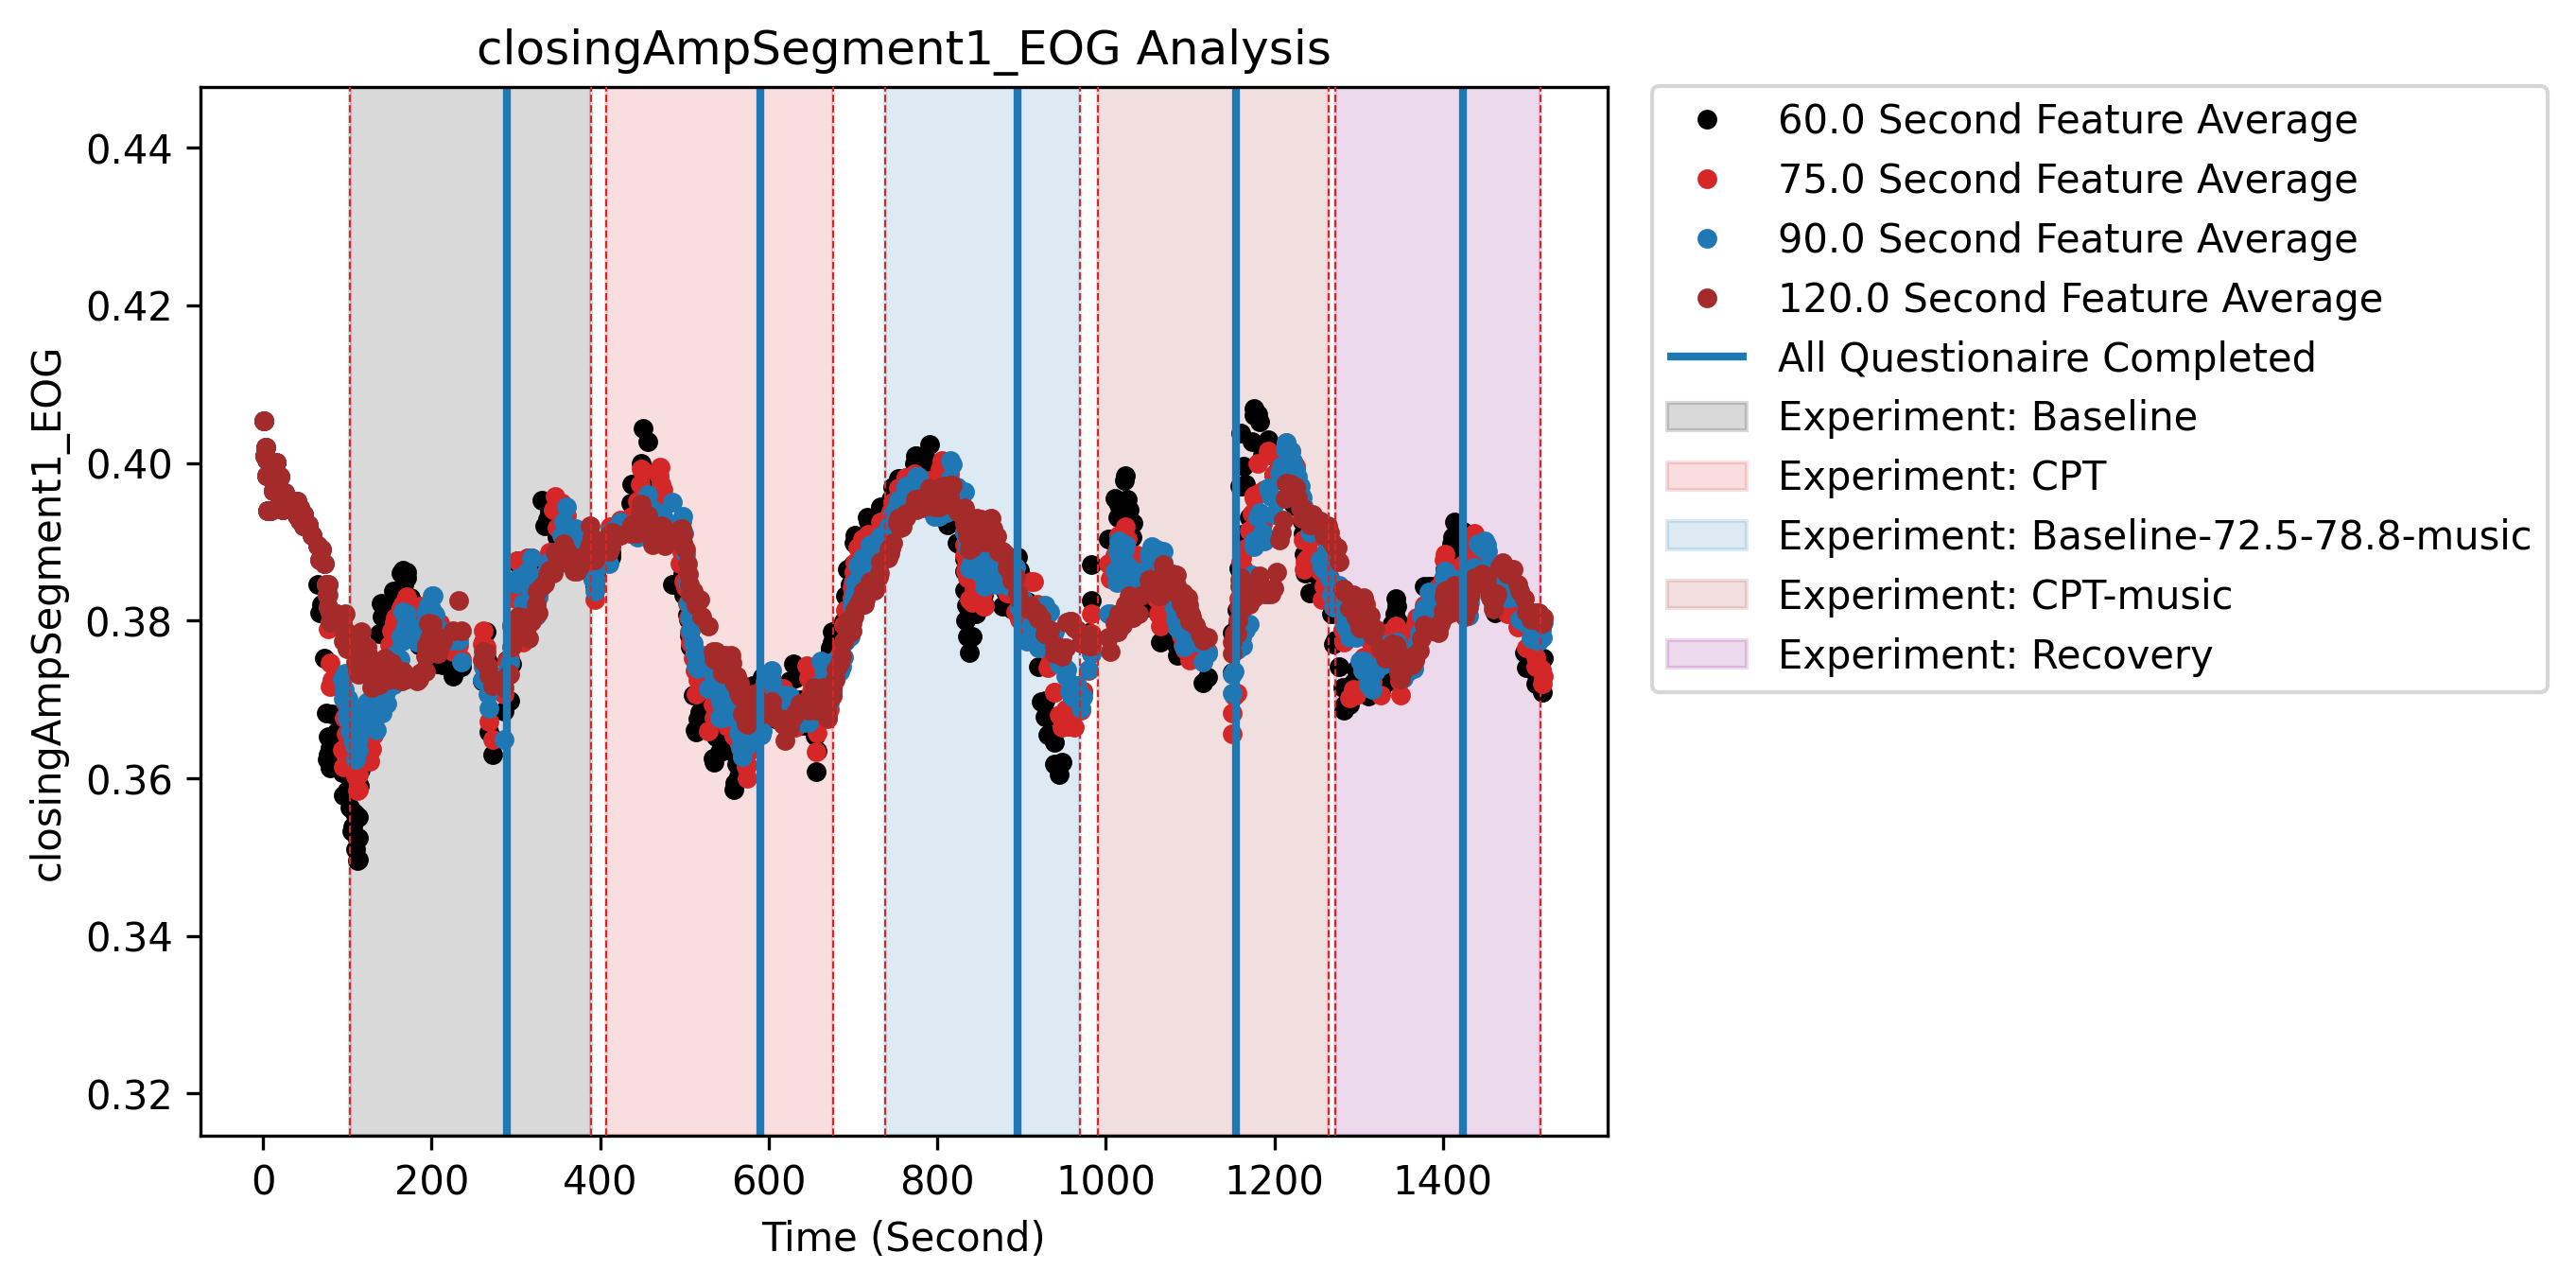 closingAmpSegment1_EOG Analysis
closingAmpSegment1_EOG
0.44
0.42
0.40
0.38
0.36
0.34
0.32
0 200 400 600 800 1000 1200 1400
Time (Second)
60.0 Second Feature Average
75.0 Second Feature Average
90.0 Second Feature Average
120.0 Second Feature Average
All Questionaire Completed
Experiment: Baseline
Experiment: CPT
Experiment: Baseline-72.5-78.8-music
Experiment: CPT-music
Experiment: Recovery